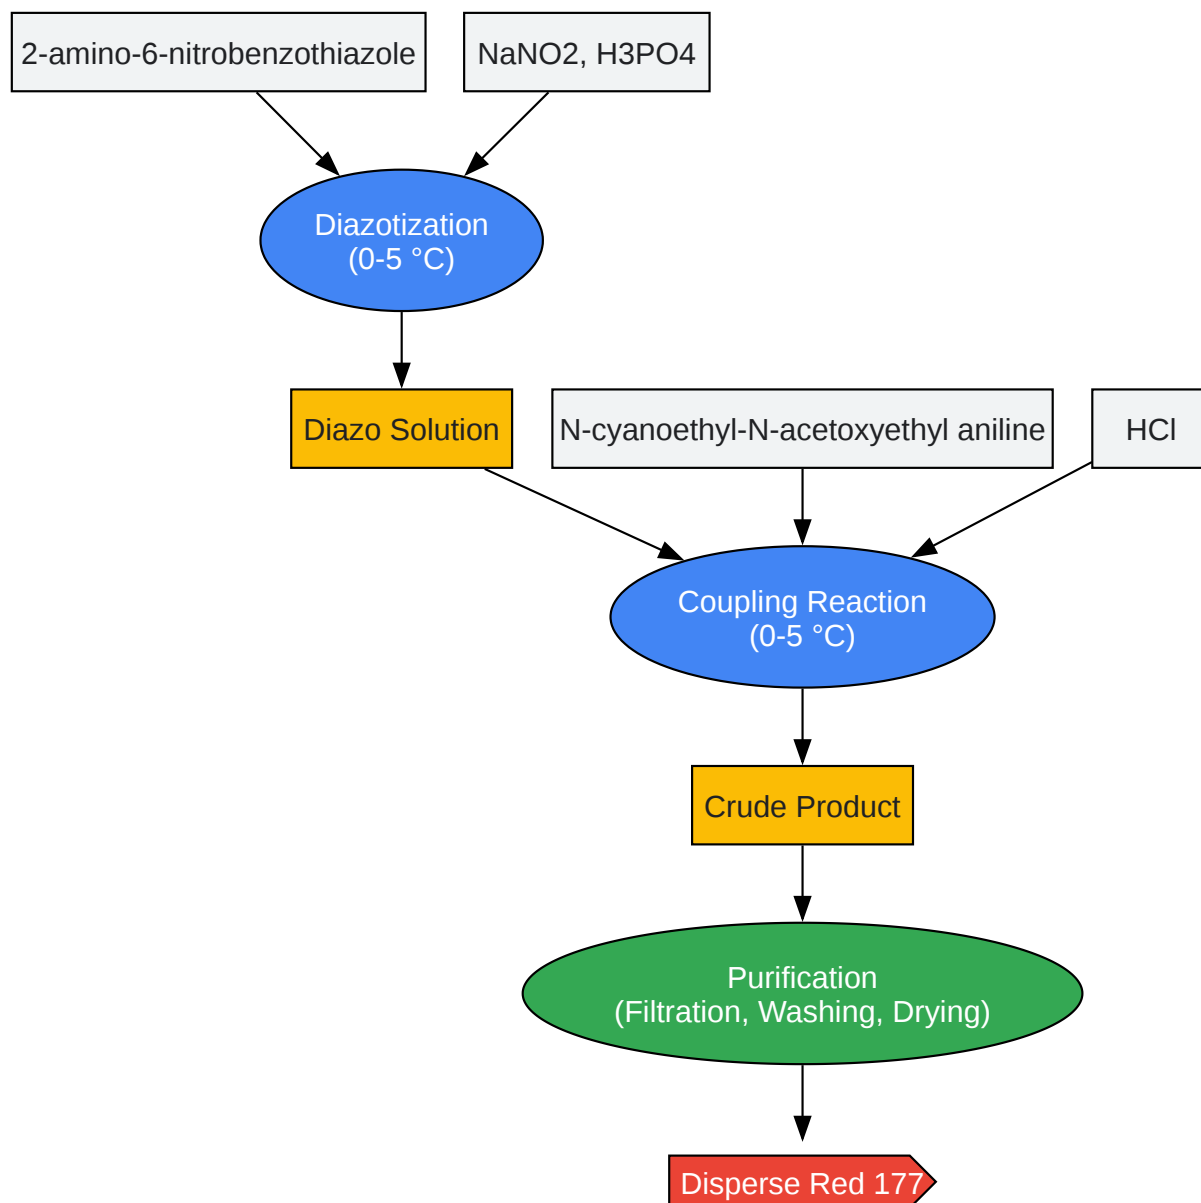 2-amino-6-nitrobenzothiazole
NaNO2, H3PO4
Diazotization
(0-5 °C)
Diazo Solution
N-cyanoethyl-N-acetoxyethyl aniline
HCl
Coupling Reaction
(0-5 °C)
Crude Product
Purification
(Filtration, Washing, Drying)
Disperse Red 177